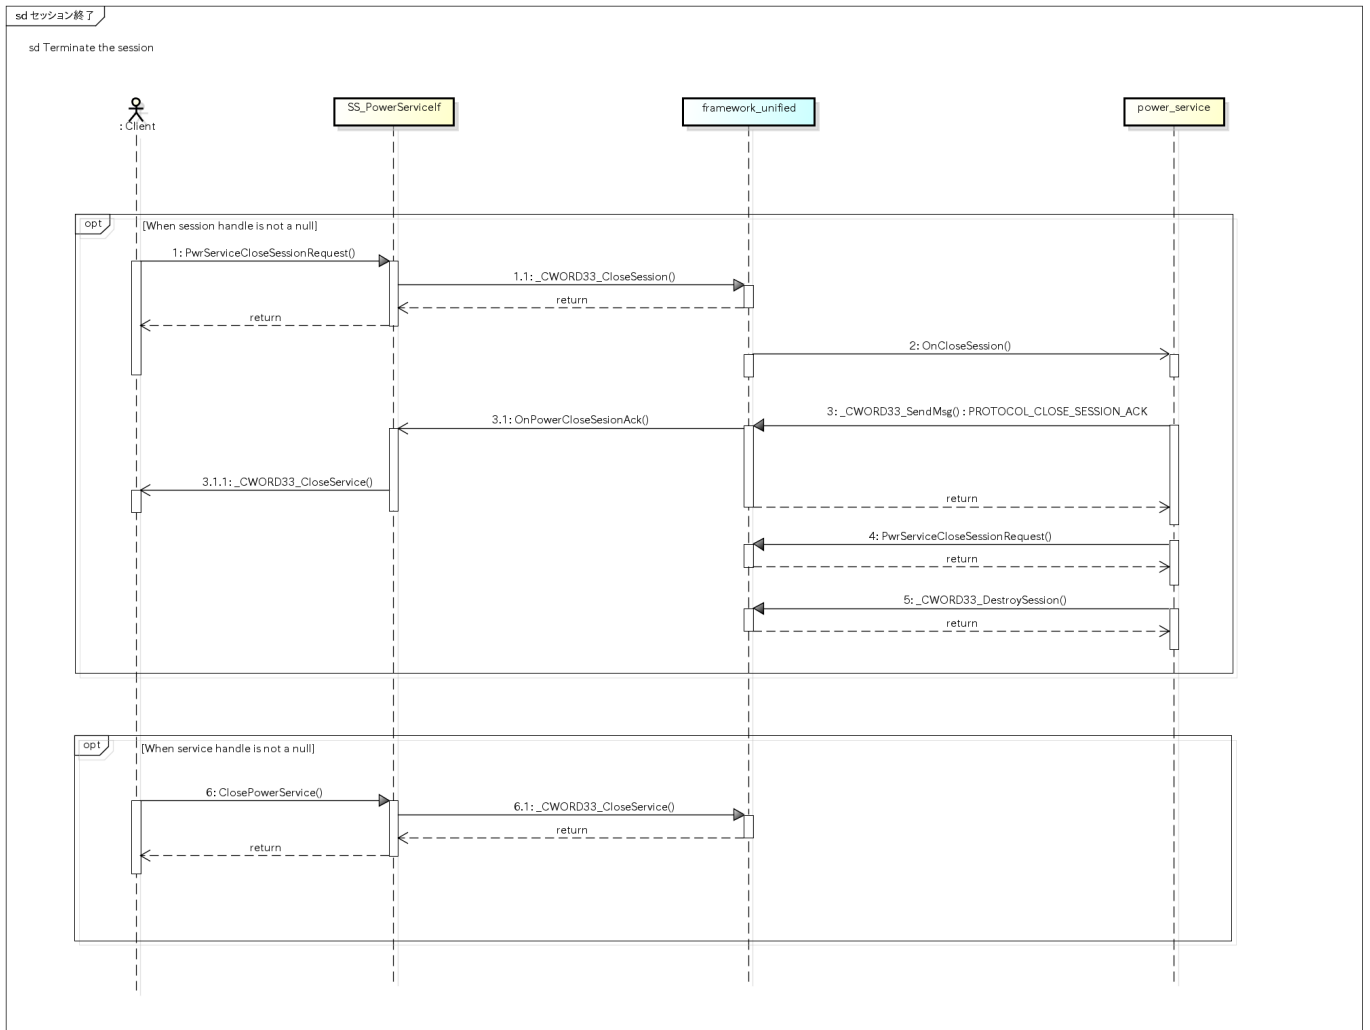 sd セッション終了
sd Terminate the session
: Client
SS_PowerServiceIf
framework_unified
power_service
opt
[When session handle is not a null]
1: PwrServiceCloseSessionRequest()
1.1: _CWORD33_CloseSession()
return
return
2: OnCloseSession()
3: _CWORD33_SendMsg() : PROTOCOL_CLOSE_SESSION_ACK
3.1: OnPowerCloseSesionAck()
3.1.1: _CWORD33_CloseService()
return
4: PwrServiceCloseSessionRequest()
return
5: _CWORD33_DestroySession()
return
opt
[When service handle is not a null]
6: ClosePowerService()
6.1: _CWORD33_CloseService()
return
return